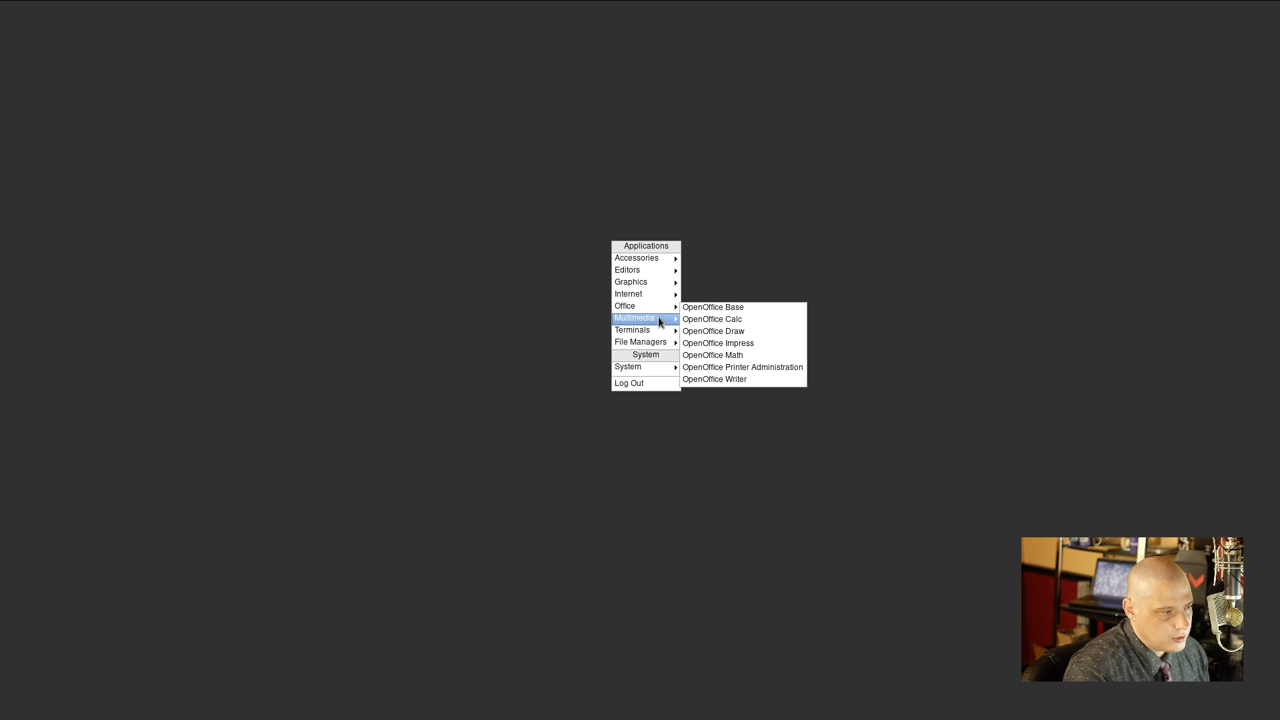 Applications
Accessories
Editors
Graphics
Internet
Office
Multimedia
Terminals
File Managers
System
System
Log Out
OpenOffice Base
OpenOffice Calc
OpenOffice Draw
OpenOffice Impress
OpenOffice Math
OpenOffice Printer Administration
OpenOffice Writer